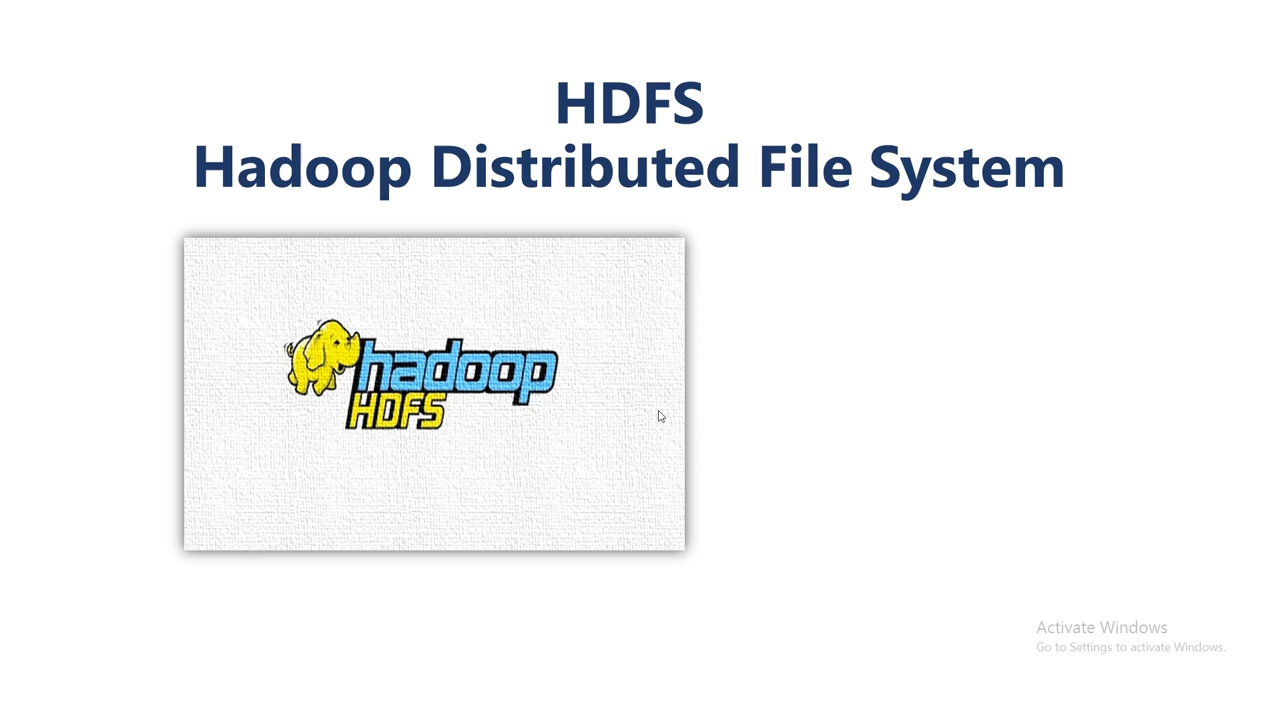 HDFS
Hadoop Distributed File System
hadoop
HDFS
Activate Windows
Go to Settings to activate Windows.